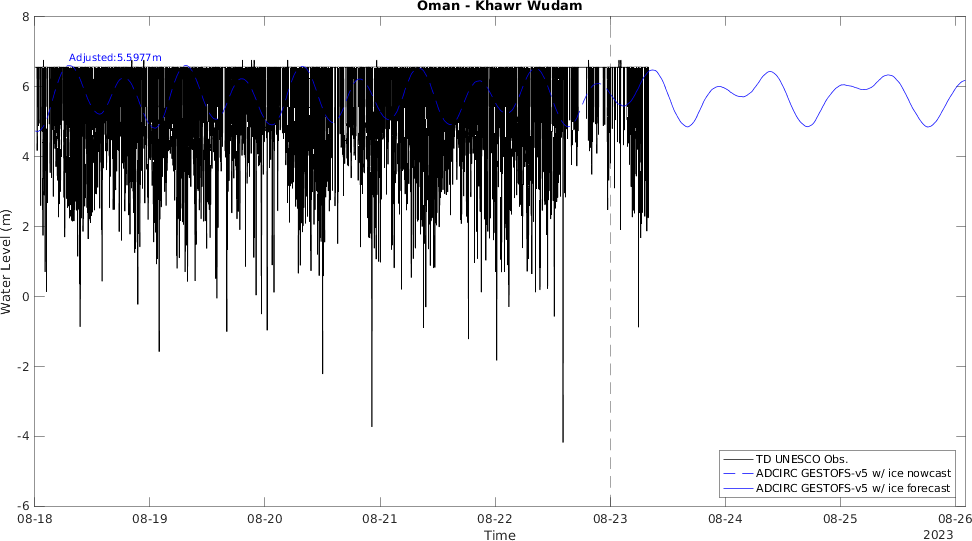 Oman - Khawr Wudam
8
Adjusted:5.5977m
6
4
2
0
-2
-4
-6
Water Level (m)
TD UNESCO Obs.
ADCIRC GESTOFS-v5 w/ ice nowcast
ADCIRC GESTOFS-v5 w/ ice forecast
08-18 08-19 08-20 08-21 08-22 08-23 08-24 08-25 08-26
Time
2023